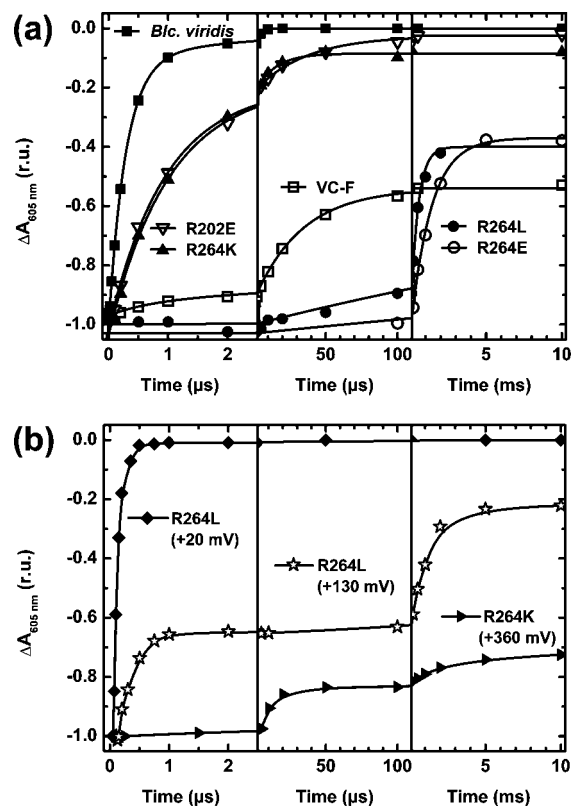 (a)
0.0
-0.2
-0.4
-0.6
-0.8
-1.0
ΔA605 nm (r.u.)
Blc. viridis
R202E
R264K
VC-F
R264L
R264E
0 1 2 50 100 5 10
Time (µs) Time (µs) Time (ms)
(b)
0.0
-0.2
-0.4
-0.6
-0.8
-1.0
ΔA605 nm (r.u.)
R264L
(+20 mV)
R264L
(+130 mV)
R264K
(+360 mV)
0 1 2 50 100 5 10
Time (µs) Time (µs) Time (ms)